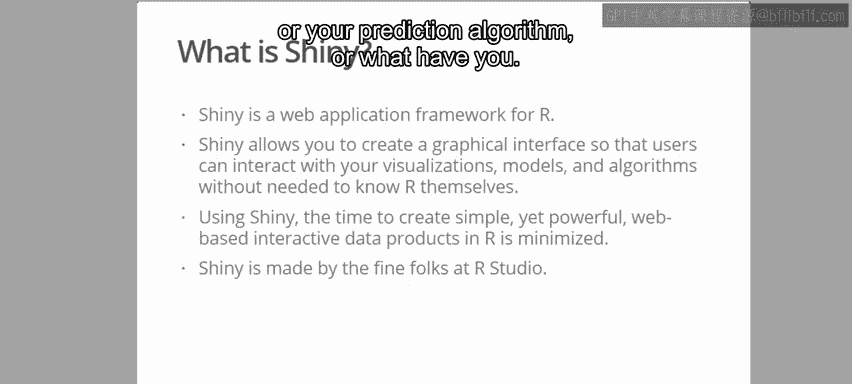 or your prediction algorithm,
or what have you.
What is Shiny?
· Shiny is a web application framework for R.
· Shiny allows you to create a graphical interface so that users
can interact with your visualizations, models, and algorithms
without needed to know R themselves.
· Using Shiny, the time to create simple, yet powerful, web-
based interactive data products in R is minimized.
· Shiny is made by the fine folks at R Studio.